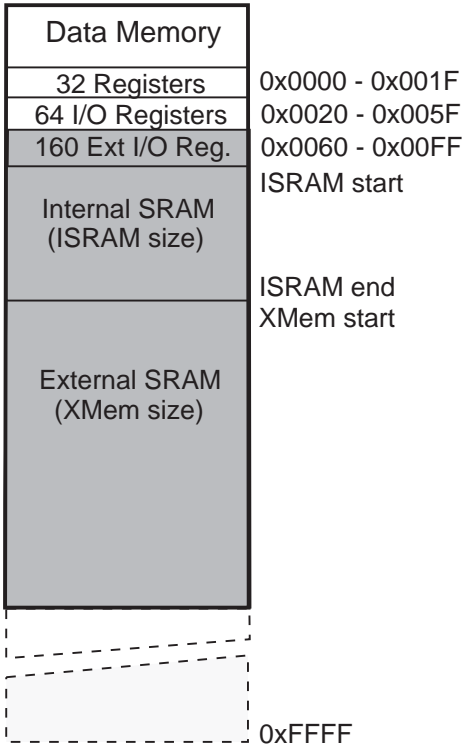 Data Memory
32 Registers 0x0000 - 0x001F
64 I/O Registers 0x0020 - 0x005F
160 Ext I/O Reg. 0x0060 - 0x00FF
ISRAM start
Internal SRAM
(ISRAM size)
ISRAM end
XMem start
External SRAM
(XMem size)
0xFFFF